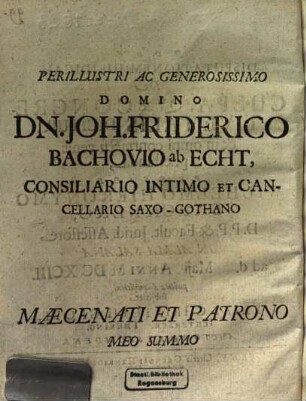 PERILLUSTRI AC GENEROSISSIMO
DOMINO
DN. JOH. FRIDERICO
BACHOVIO ab ECHT,
CONSILIARIO INTIMO ET CAN-
CELLARIO SAXO-GOTHANO
MÆCENATI ET PATRONO
MEO SUMMO
Staatl. Bibliothek
Regensburg